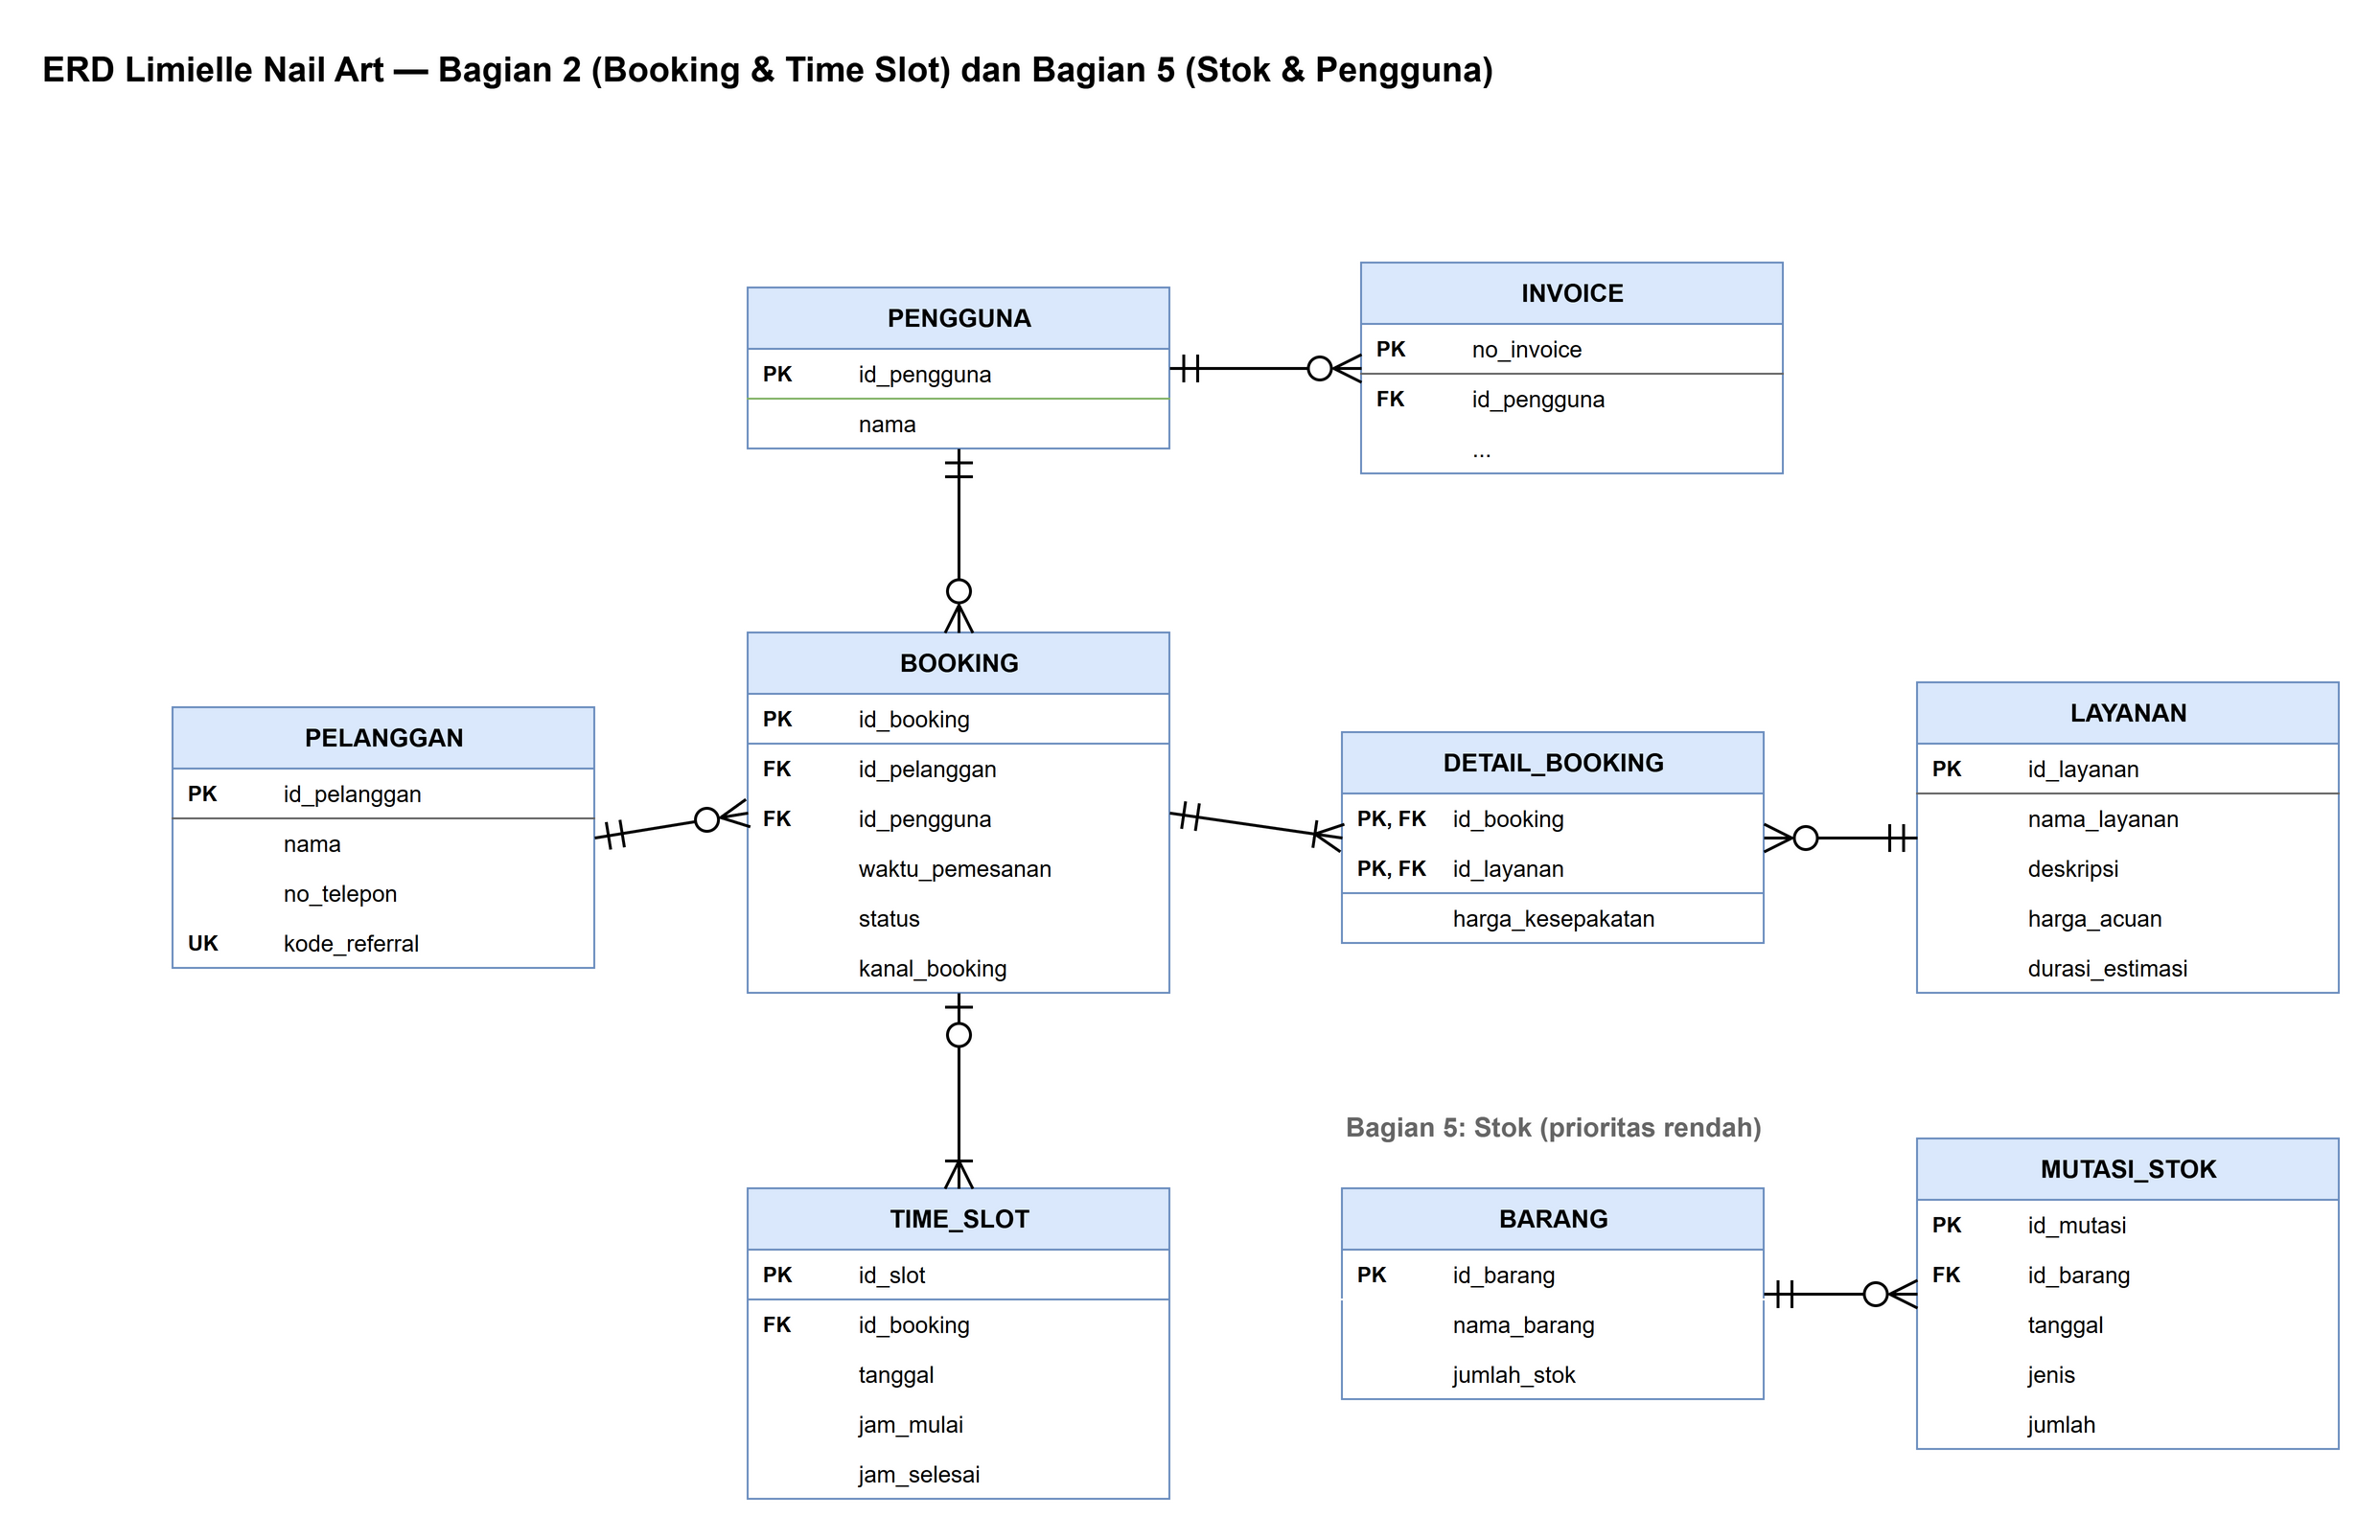 ERD Limielle Nail Art — Bagian 2 (Booking & Time Slot) dan Bagian 5 (Stok & Pengguna)
PENGGUNA
PK id_pengguna
nama
INVOICE
PK no_invoice
FK id_pengguna
...
BOOKING
PK id_booking
FK id_pelanggan
FK id_pengguna
waktu_pemesanan
status
kanal_booking
PELANGGAN
PK id_pelanggan
nama
no_telepon
UK kode_referral
DETAIL_BOOKING
PK, FK id_booking
PK, FK id_layanan
harga_kesepakatan
LAYANAN
PK id_layanan
nama_layanan
deskripsi
harga_acuan
durasi_estimasi
TIME_SLOT
PK id_slot
FK id_booking
tanggal
jam_mulai
jam_selesai
Bagian 5: Stok (prioritas rendah)
BARANG
PK id_barang
nama_barang
jumlah_stok
MUTASI_STOK
PK id_mutasi
FK id_barang
tanggal
jenis
jumlah